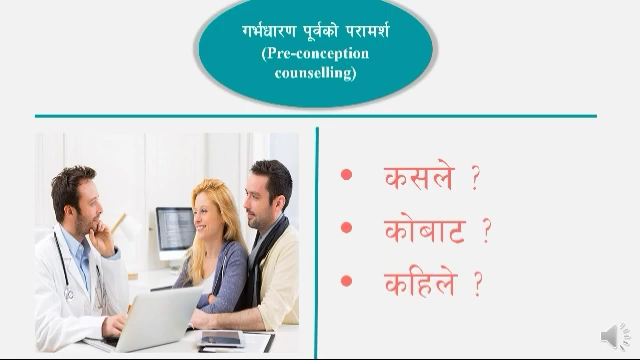 गर्भधारण पूर्वको परामर्श
(Pre-conception
counselling)
• कसले ?
• कोबाट ?
• कहिले ?